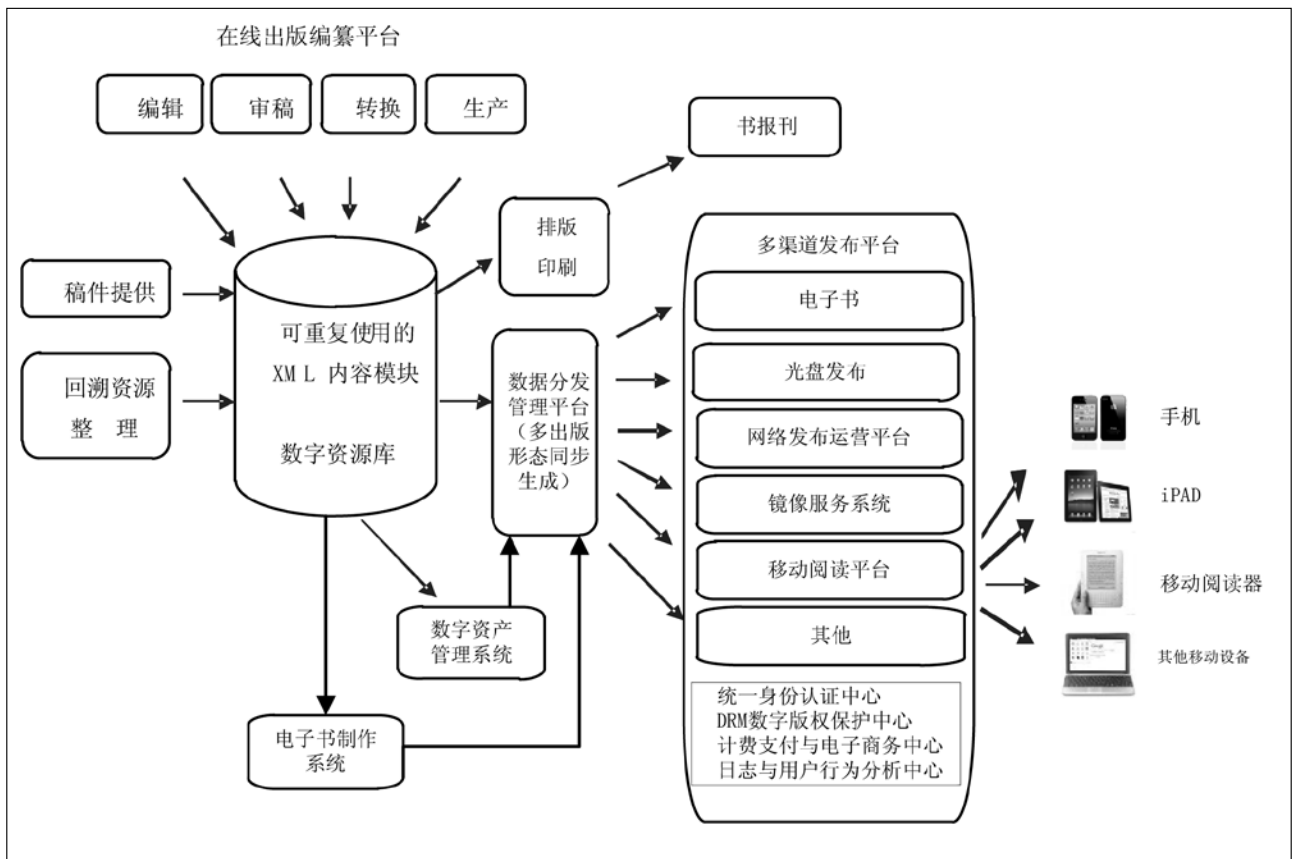 在线出版编纂平台
编辑
审稿
转换
生产
书报刊
排版
印刷
稿件提供
回溯资源
整 理
可重复使用的
XML 内容模块
数字资源库
数据分发
管理平台
（多出版
形态同步
生成）
数字资产
管理系统
电子书制作
系统
多渠道发布平台
电子书
光盘发布
网络发布运营平台
镜像服务系统
移动阅读平台
其他
统一身份认证中心
DRM数字版权保护中心
计费支付与电子商务中心
日志与用户行为分析中心
手机
iPAD
移动阅读器
其他移动设备